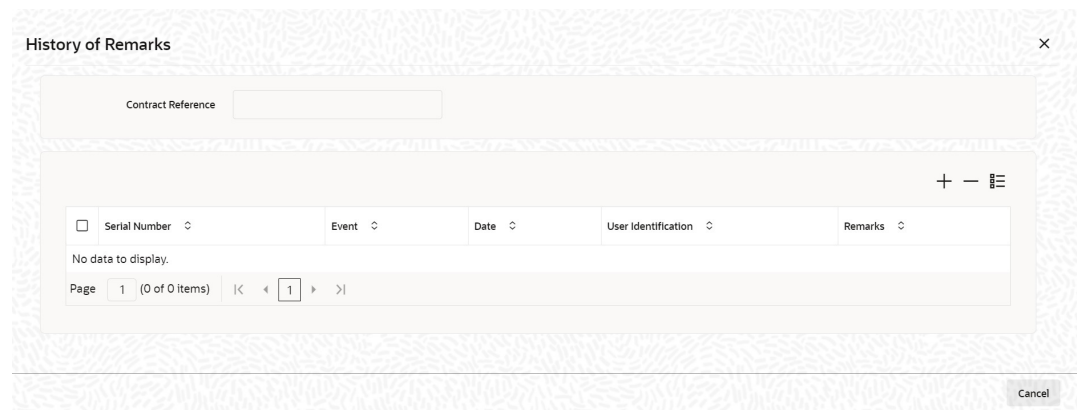 History of Remarks
Contract Reference
Serial Number Event Date User Identification Remarks
No data to display.
Page 1 (0 of 0 items) 1
Cancel